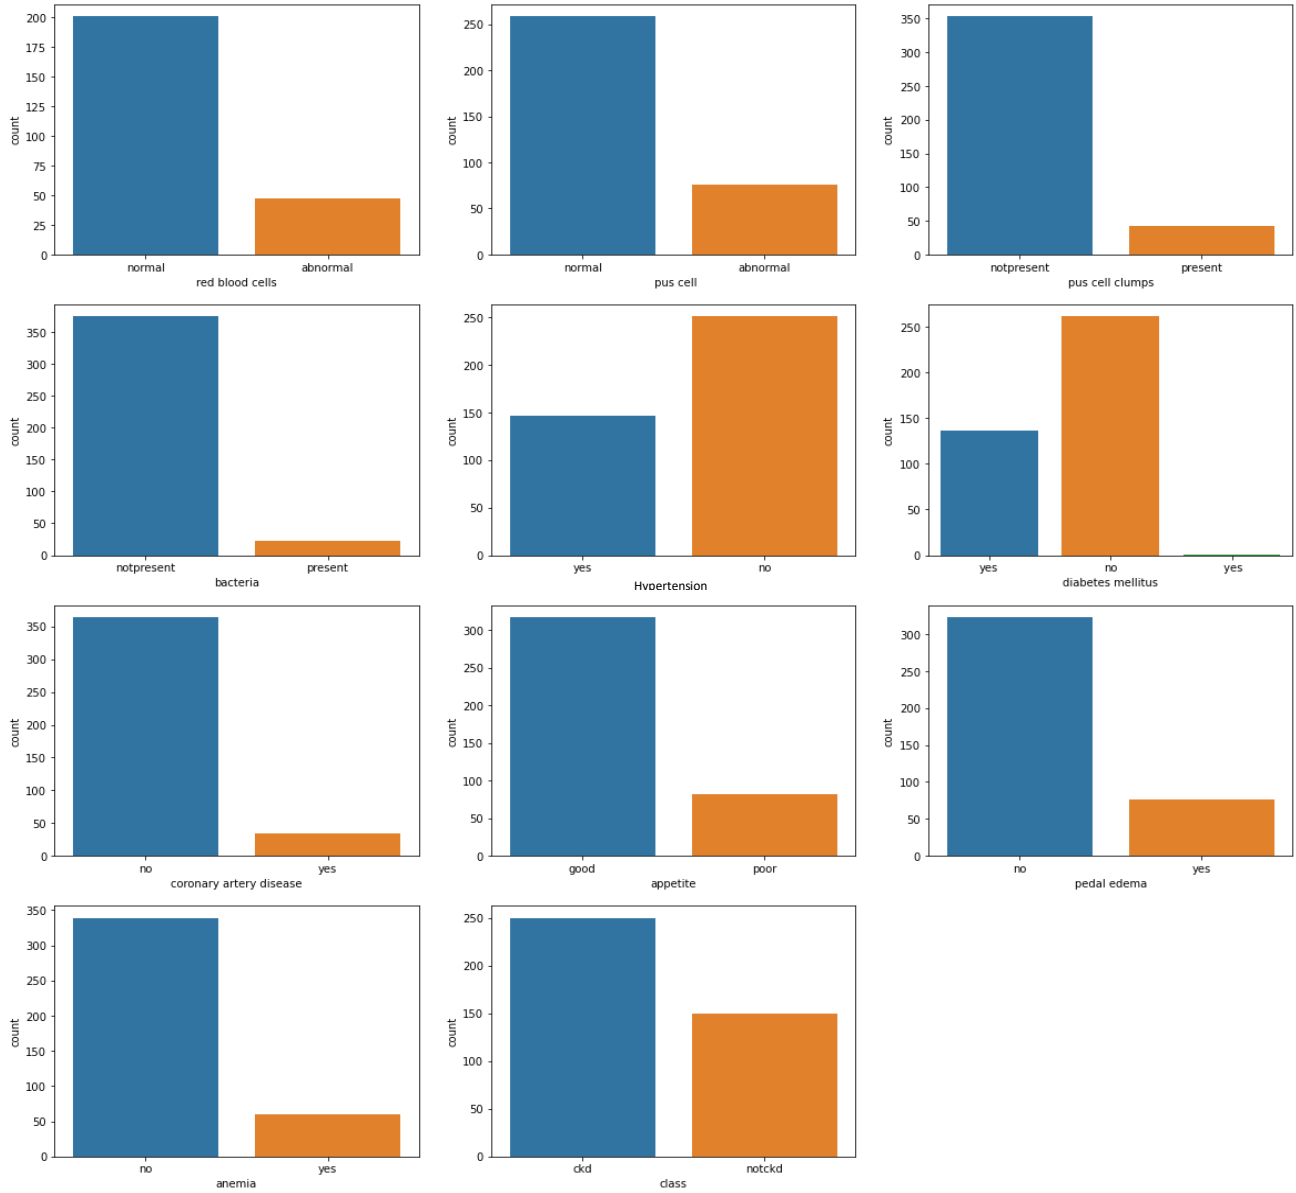 200
175
150
125
100
75
50
25
0
count
normal abnormal
red blood cells
250
200
150
100
50
0
count
normal abnormal
pus cell
350
300
250
200
150
100
50
0
count
notpresent present
pus cell clumps
350
300
250
200
150
100
50
0
count
notpresent present
bacteria
250
200
150
100
50
0
count
yes no
Hypertension
250
200
150
100
50
0
count
yes no yes
diabetes mellitus
350
300
250
200
150
100
50
0
count
no yes
coronary artery disease
300
250
200
150
100
50
0
count
good poor
appetite
300
250
200
150
100
50
0
count
no yes
pedal edema
350
300
250
200
150
100
50
0
count
no yes
anemia
250
200
150
100
50
0
count
ckd notckd
class